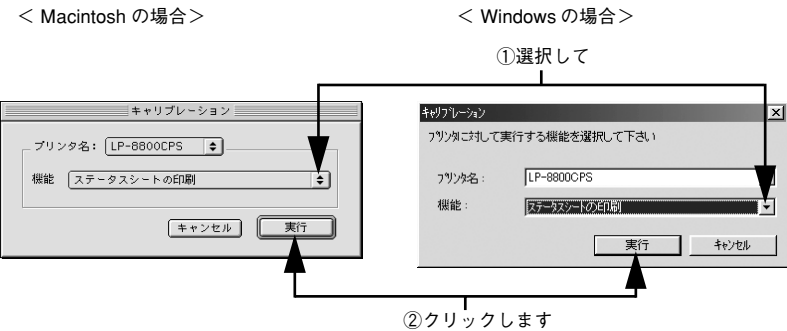 ＜ Macintosh の場合＞
＜ Windows の場合＞
①選択して
キャリブレーション
プリンタ名： LP-8800CPS
機能 ステータスシートの印刷
キャンセル 実行
ｷｬﾘﾌﾞﾚｰｼｮﾝ
ﾌﾟﾘﾝﾀに対して実行する機能を選択して下さい
ﾌﾟﾘﾝﾀ名： LP-8800CPS
機能： ｽﾃｰﾀｽｼｰﾄの印刷
実行 ｷｬﾝｾﾙ
②クリックします